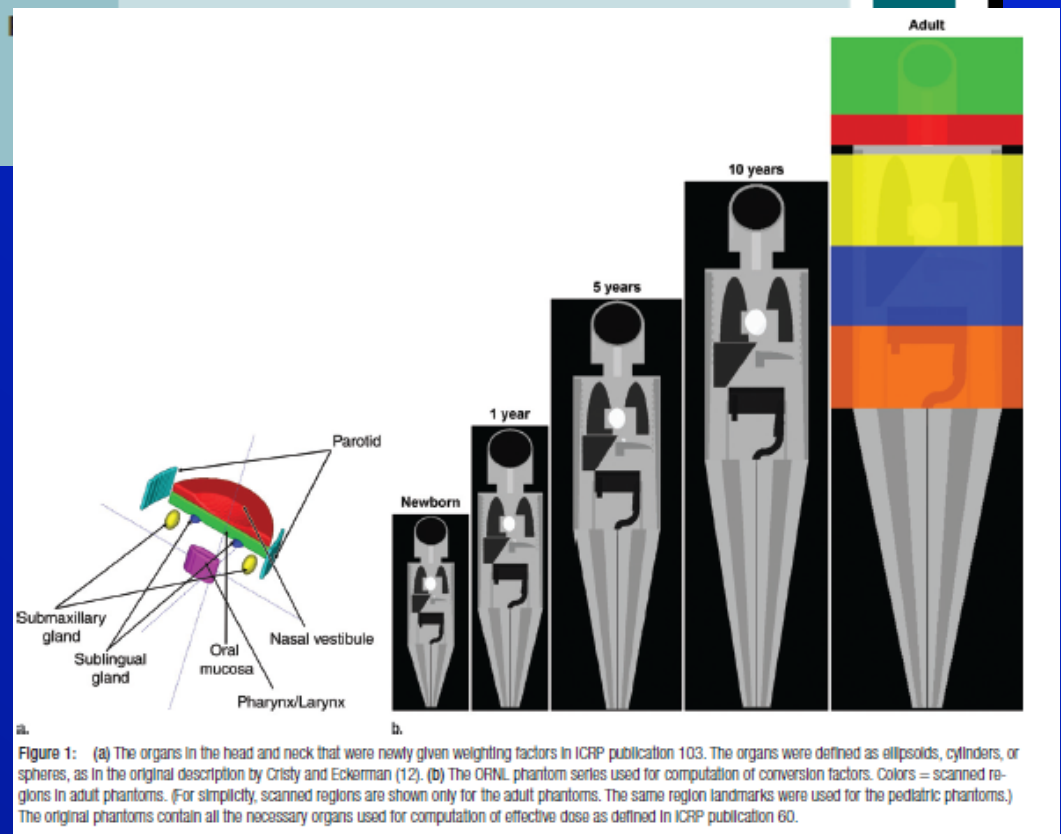 Adult
10 years
5 years
1 year
Newborn
Parotid
Submaxillary
gland
Sublingual
gland
Oral
mucosa
Nasal vestibule
Pharynx/Larynx
a.
b.
Figure 1: (a) The organs in the head and neck that were newly given weighting factors in ICRP publication 103. The organs were defined as ellipsoids, cylinders, or
spheres, as in the original description by Cristy and Eckerman (12). (b) The ORNL phantom series used for computation of conversion factors. Colors = scanned re-
gions in adult phantoms. (For simplicity, scanned regions are shown only for the adult phantoms. The same region landmarks were used for the pediatric phantoms.)
The original phantoms contain all the necessary organs used for computation of effective dose as defined in ICRP publication 60.